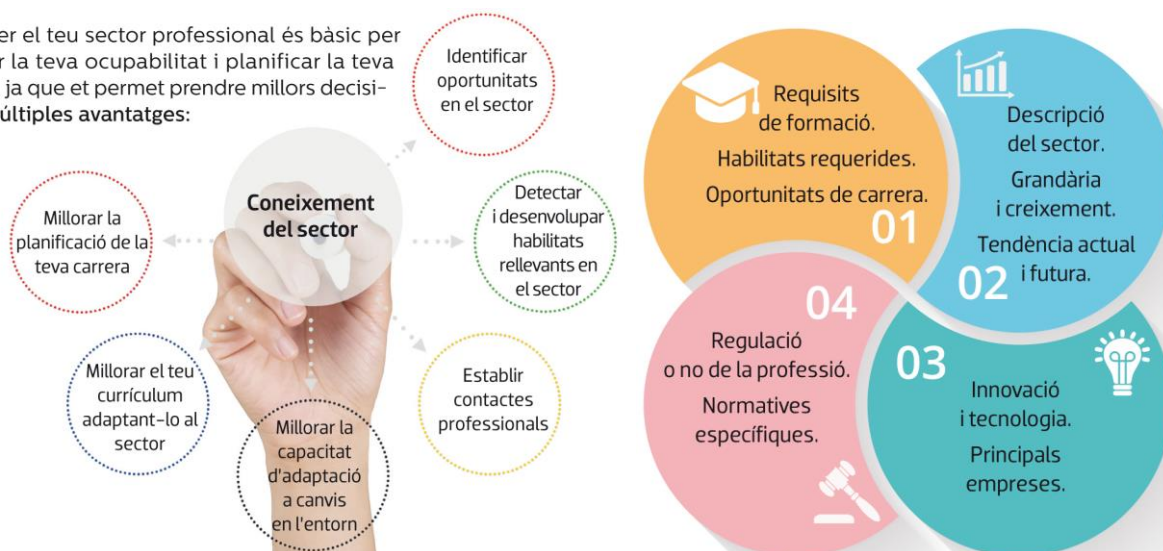 er el teu sector professional és bàsic per
r la teva ocupabilitat i planificar la teva
ja que et permet prendre millors decisi-
últiples avantatges:
Identificar
oportunitats
en el sector
Coneixement
del sector
Millorar la
planificació de la
teva carrera
Detectar
i desenvolupar
habilitats
rellevants en
el sector
Millorar el teu
currículum
adaptant-lo al
sector
Millorar la
capacitat
d'adaptació
a canvis
en l'entorn
Establir
contactes
professionals
Requisits
de formació.
Habilitats requerides.
Oportunitats de carrera.
01
Descripció
del sector.
Grandària
i creixement.
Tendència actual
i futura.
02
03
Innovació
i tecnologia.
Principals
empreses.
04
Regulació
o no de la professió.
Normatives
específiques.